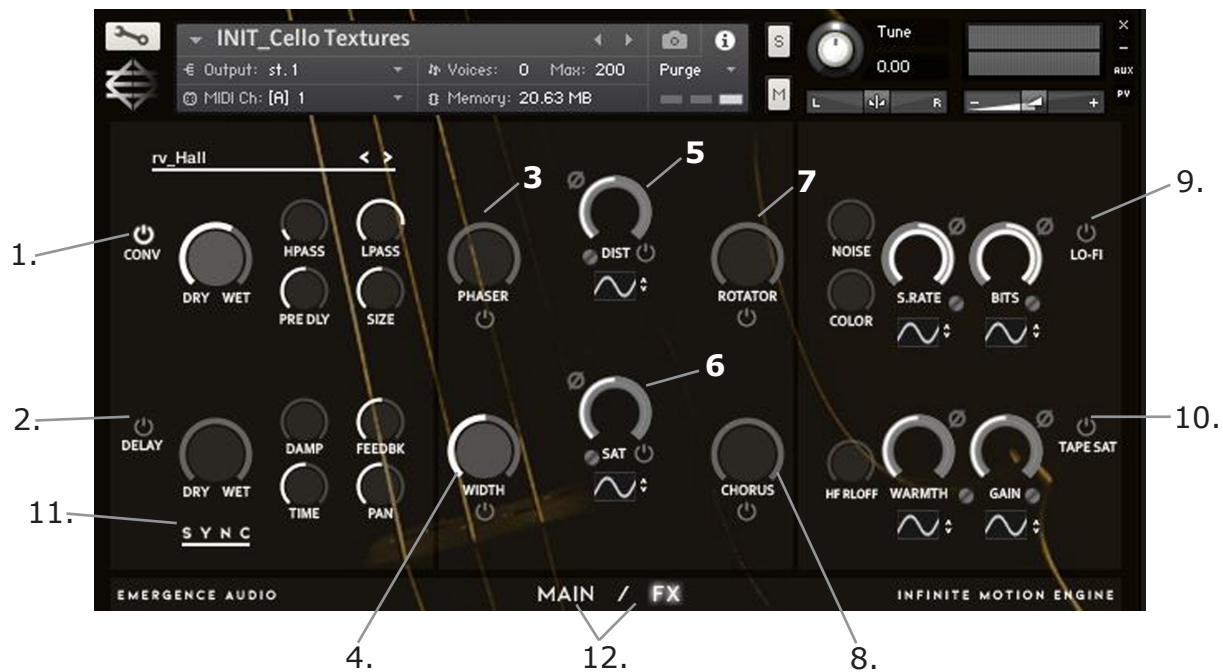 INIT_Cello Textures
Output: st.1
Voices: 0 Max: 200
Purge
MIDI Ch: [A] 1
Memory: 20.63 MB
S
M
Tune
0.00
L R
- +
x
-
AUX
PV
rv_Hall < >
1.
CONV
DRY WET
HPASS LPASS
PRE DLY SIZE
2.
DELAY
DRY WET
DAMP FEEDBK
TIME PAN
11.
SYNC
3
PHASER
4.
WIDTH
5
DIST
6
SAT
7
ROTATOR
8.
CHORUS
9.
LO-FI
NOISE
COLOR
S.RATE BITS
10.
TAPE SAT
HF RLOFF WARMTH GAIN
EMERGENCE AUDIO
MAIN / FX
INFINITE MOTION ENGINE
12.